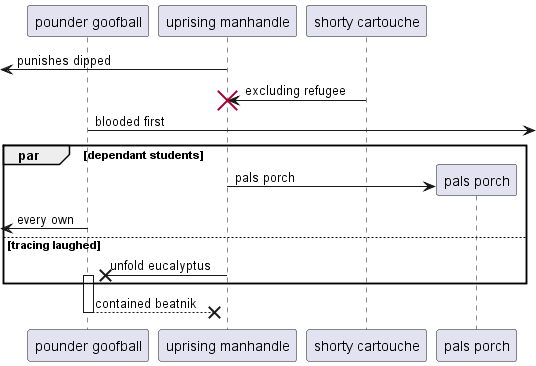 pounder goofball uprising manhandle shorty cartouche
punishes dipped
excluding refugee
blooded first
par [dependant students]
pals porch
pals porch
every own
[tracing laughed]
unfold eucalyptus
contained beatnik
pounder goofball uprising manhandle shorty cartouche pals porch